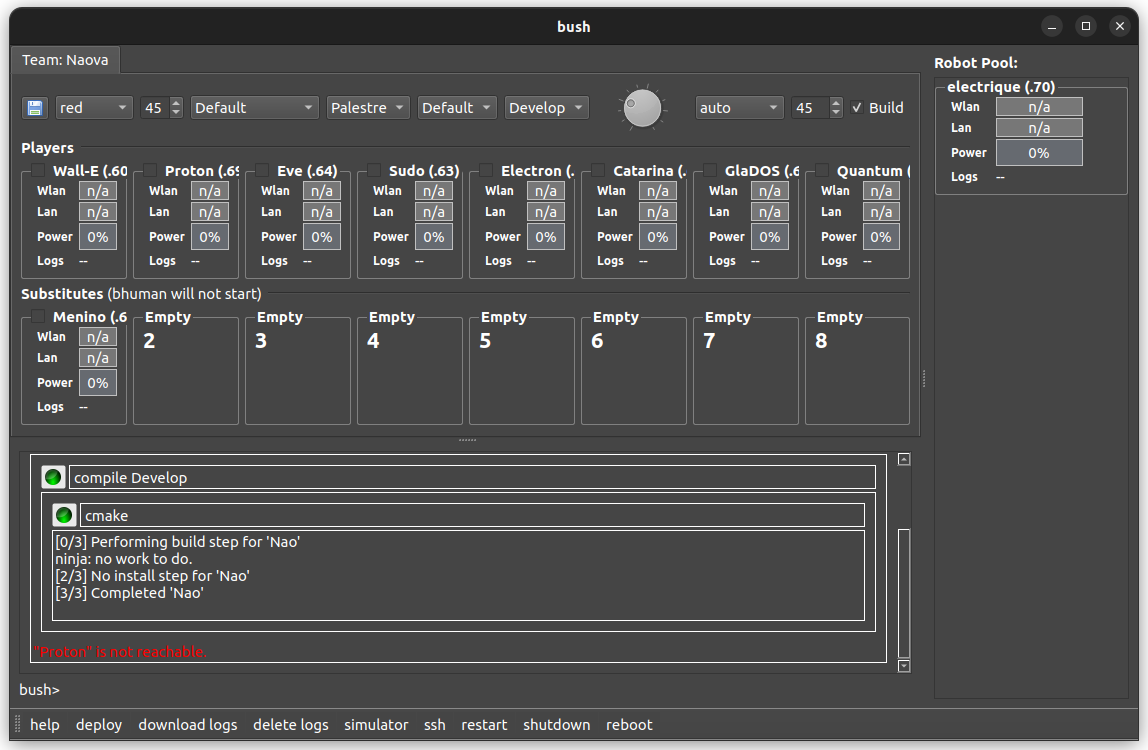 bush
Team: Naova
Robot Pool:
red 45 Default Palestre Default Develop auto 45 Build
electrique (.70)
Wlan n/a
Lan n/a
Power 0%
Logs --
Players
Wall-E (.60 Proton (.69 Eve (.64) Sudo (.63) Electron (. Catarina (. GlaDOS (.6 Quantum (
Wlan n/a Wlan n/a Wlan n/a Wlan n/a Wlan n/a Wlan n/a Wlan n/a Wlan n/a
Lan n/a Lan n/a Lan n/a Lan n/a Lan n/a Lan n/a Lan n/a Lan n/a
Power 0% Power 0% Power 0% Power 0% Power 0% Power 0% Power 0% Power 0%
Logs -- Logs -- Logs -- Logs -- Logs -- Logs -- Logs -- Logs --
Substitutes (bhuman will not start)
Menino (.6 Empty Empty Empty Empty Empty Empty Empty
Wlan n/a 2 3 4 5 6 7 8
Lan n/a
Power 0%
Logs --
compile Develop
cmake
[0/3] Performing build step for 'Nao'
ninja: no work to do.
[2/3] No install step for 'Nao'
[3/3] Completed 'Nao'
"Proton" is not reachable.
bush>
help deploy download logs delete logs simulator ssh restart shutdown reboot